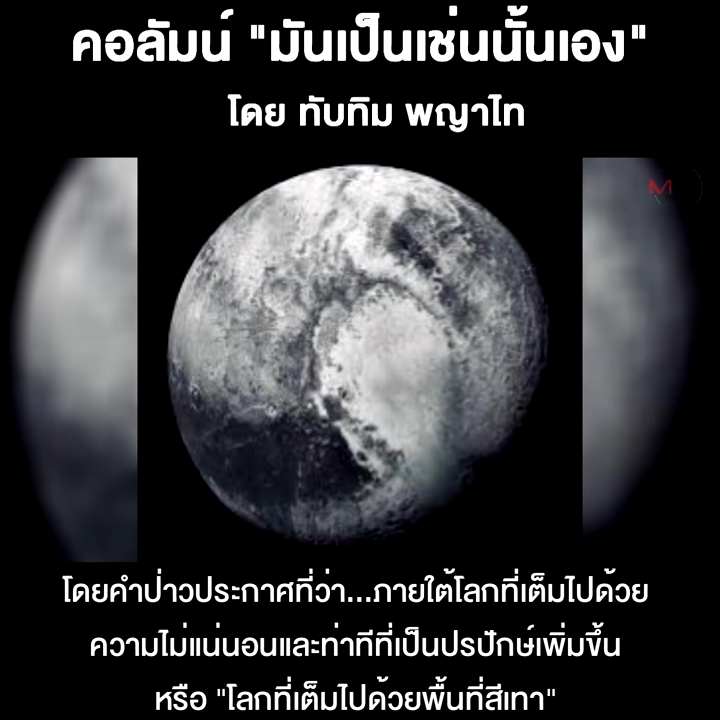 คอลัมน์ "มันเป็นเช่นนั้นเอง"
โดย ทับทิม พญาไท
M
โดยคำป่าวประกาศที่ว่า...ภายใต้โลกที่เต็มไปด้วย
ความไม่แน่นอนและท่าทีที่เป็นปรปักษ์เพิ่มขึ้น
หรือ "โลกที่เต็มไปด้วยพื้นที่สีเทา"